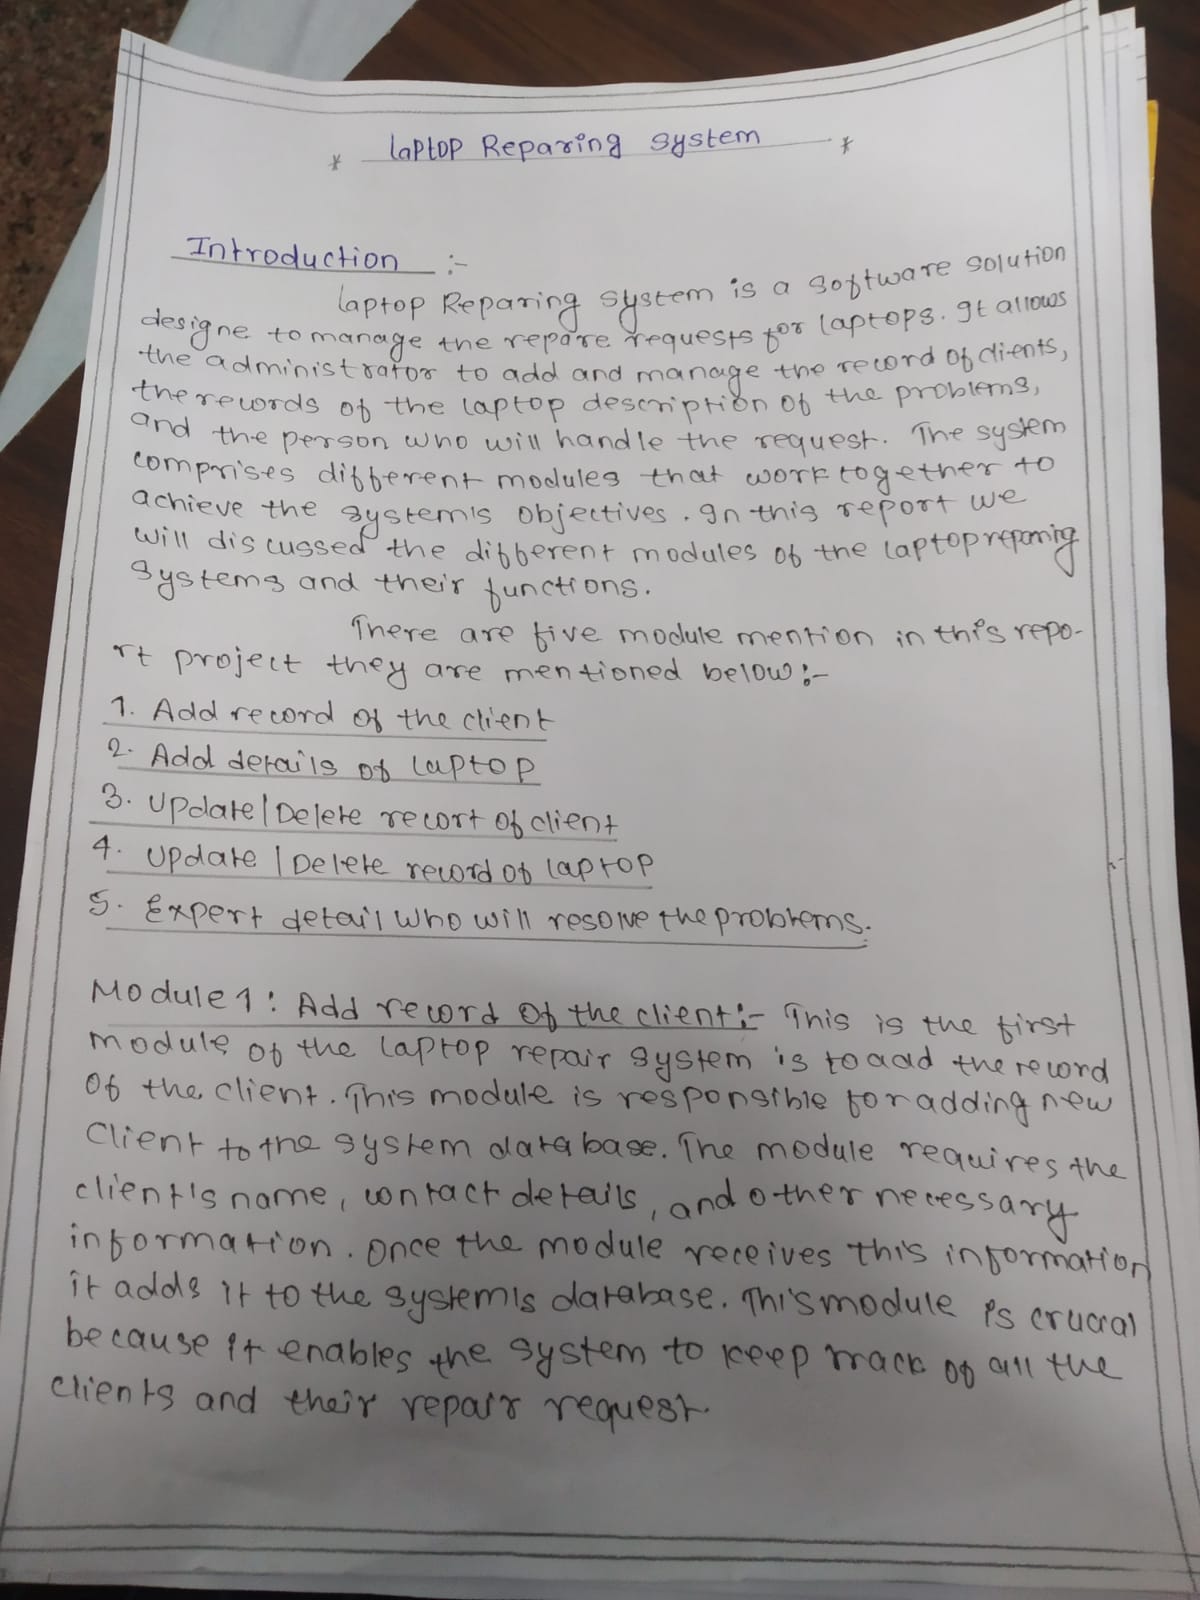 * Laptop Reparing System *
Introduction :-
Laptop Reparing System is a software solution
designe to manage the repare requests for laptops. It allows
the administrator to add and manage the record of clients,
the records of the laptop description of the problems,
and the person who will handle the request. The system
comprises different modules that work together to
achieve the system's objectives. In this report we
will discussed the different modules of the laptop reparing
systems and their functions.
There are five module mention in this repo-
rt project they are mentioned below :-
1. Add record of the client
2. Add details of laptop
3. Update/Delete recort of client
4. Update/Delete record of laptop
5. Expert detail who will resolve the problems.
Module 1: Add record of the client :- This is the first
module of the laptop repair system is to add the record
of the client. This module is responsible for adding new
client to the system database. The module requires the
client's name, contact details, and other necessary
information. Once the module receives this information
it adds it to the system's database. This module is crucial
because it enables the system to keep track of all the
clients and their repair request.